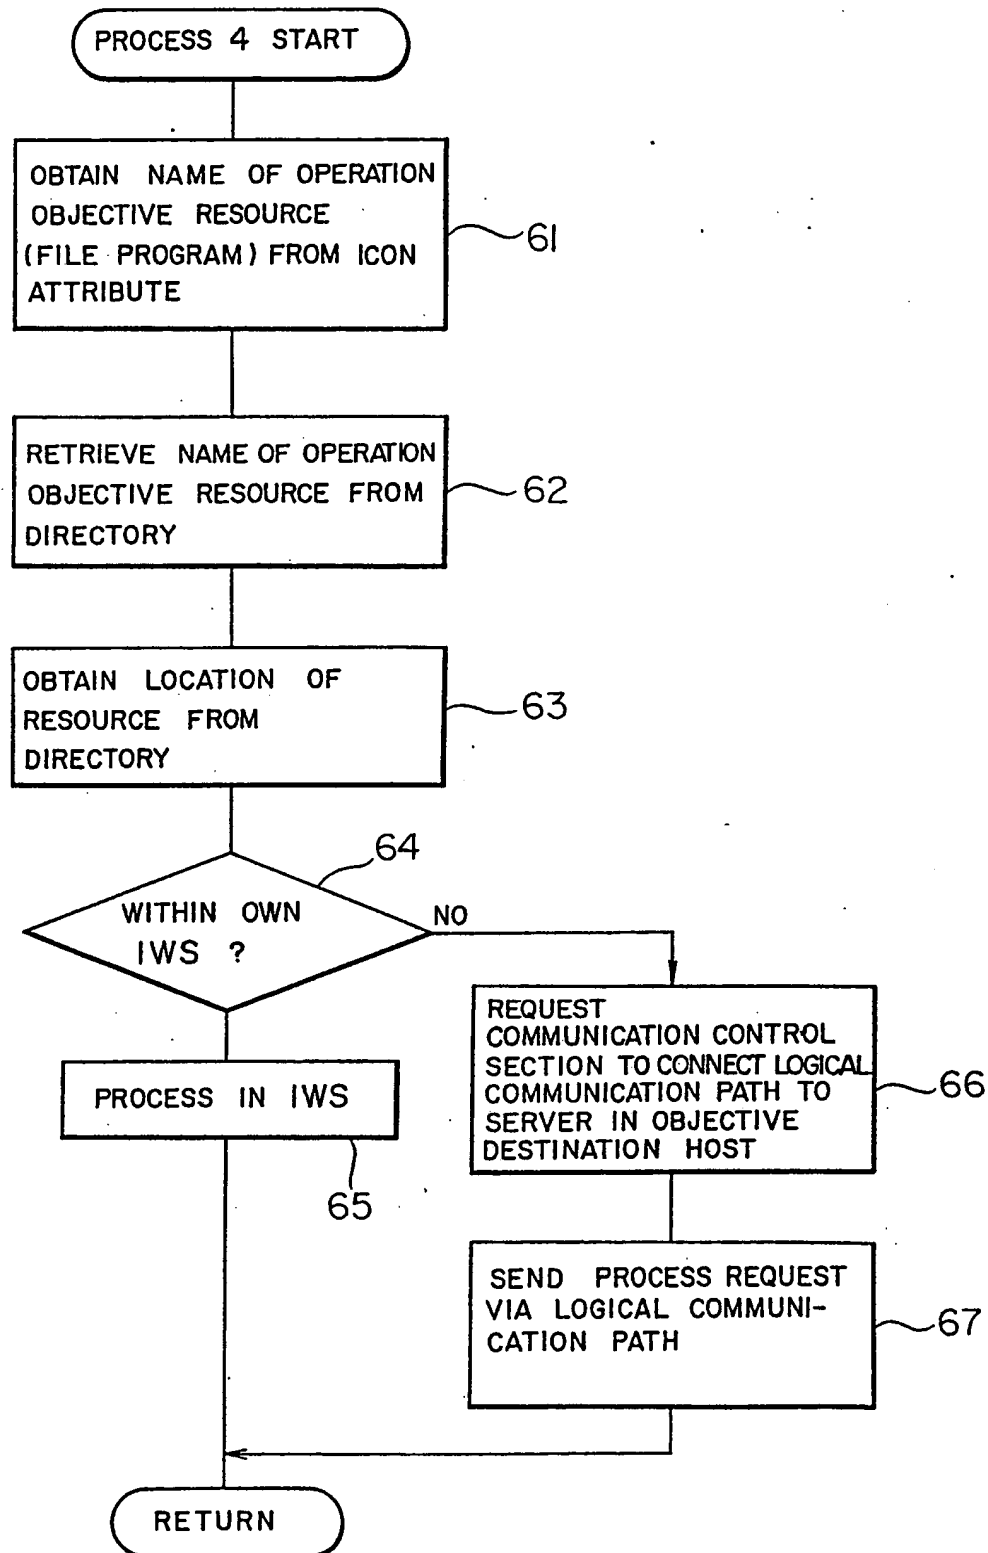 PROCESS 4 START
OBTAIN NAME OF OPERATION
OBJECTIVE RESOURCE
(FILE PROGRAM) FROM ICON
ATTRIBUTE
61
RETRIEVE NAME OF OPERATION
OBJECTIVE RESOURCE FROM
DIRECTORY
62
OBTAIN LOCATION OF
RESOURCE FROM
DIRECTORY
63
64
WITHIN OWN
IWS ?
NO
REQUEST
COMMUNICATION CONTROL
SECTION TO CONNECT LOGICAL
COMMUNICATION PATH TO
SERVER IN OBJECTIVE
DESTINATION HOST
66
PROCESS IN IWS
65
SEND PROCESS REQUEST
VIA LOGICAL COMMUNI-
CATION PATH
67
RETURN